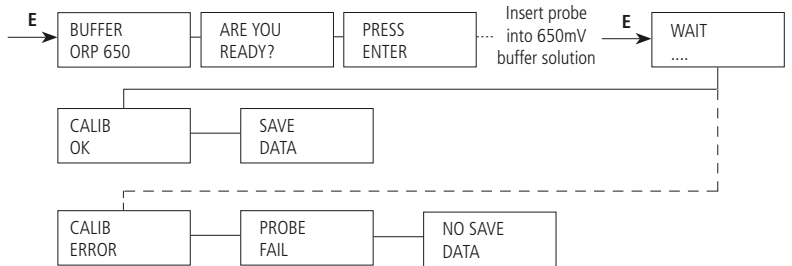 E
BUFFER
ORP 650
ARE YOU
READY?
PRESS
ENTER
Insert probe
into 650mV
buffer solution
E
WAIT
....
CALIB
OK
SAVE
DATA
CALIB
ERROR
PROBE
FAIL
NO SAVE
DATA